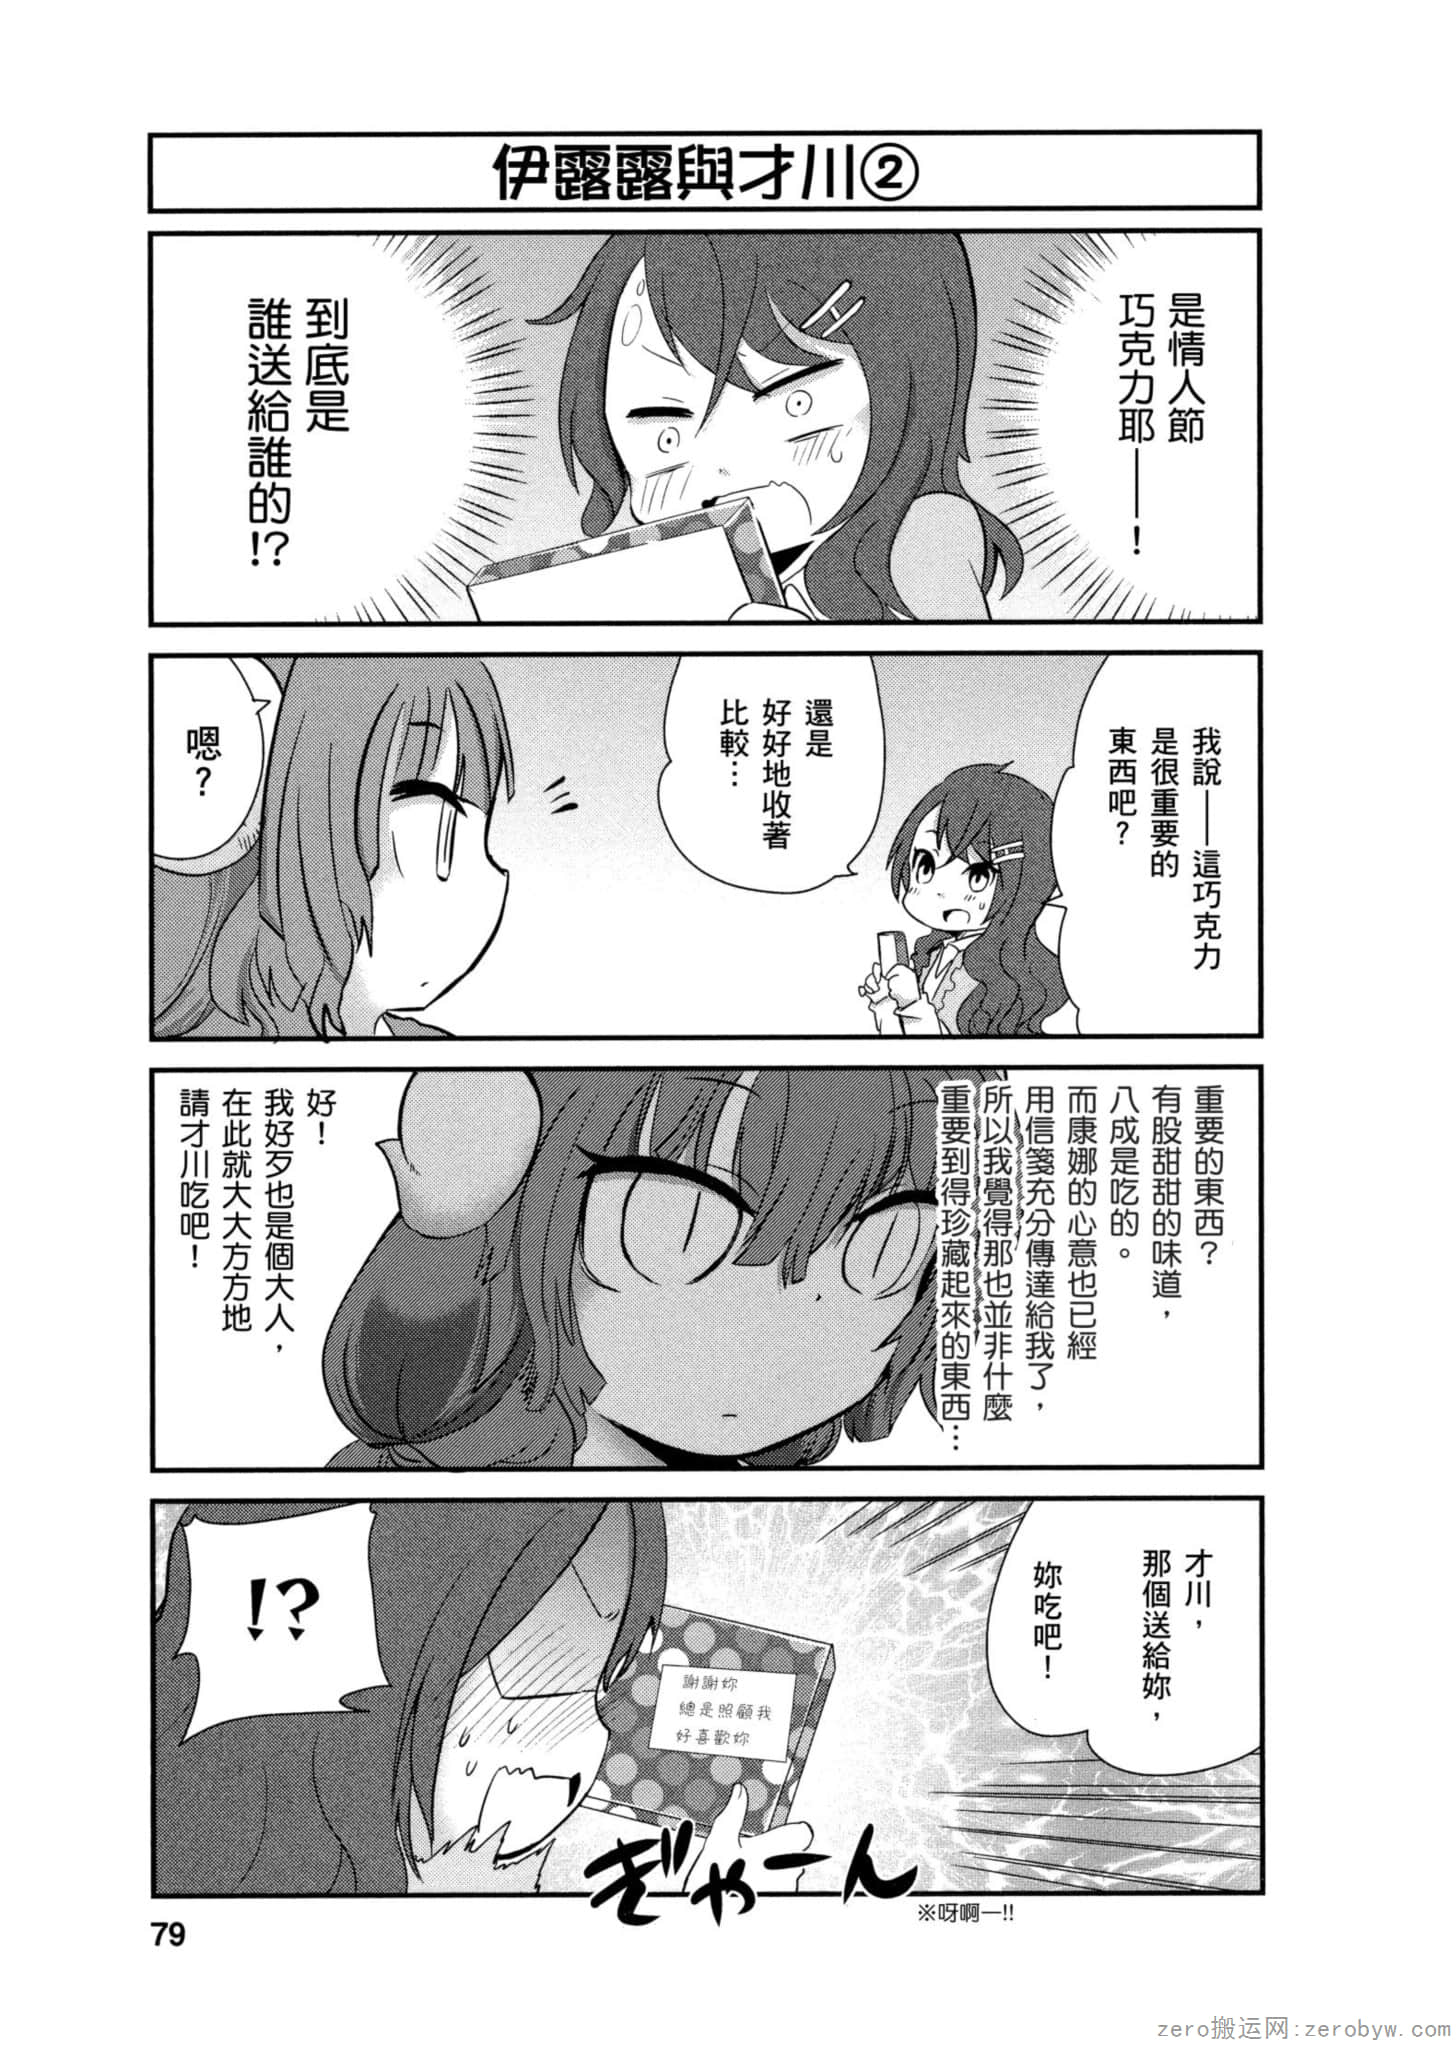 伊露露與才川②
是情人節
巧克力耶——！
到底是
誰送給誰的!?
我說——這巧克力
是很重要的
東西吧？
還是
好好地收著
比較…
嗯？
重要的東西？
有股甜甜的味道，
八成是吃的。
而康娜的心意也已經
用信箋充分傳達給我了，
所以我覺得那也並非什麼
重要到得珍藏起來的東西…
好！
我好歹也是個大人，
在此就大大方方地
請才川吃吧！
才川，
那個送給妳，
妳吃吧！
!?
謝謝妳
總是照顧我
好喜歡妳
ぎゃーん
※呀啊—!!
79
zero搬运网:zerobyw.com